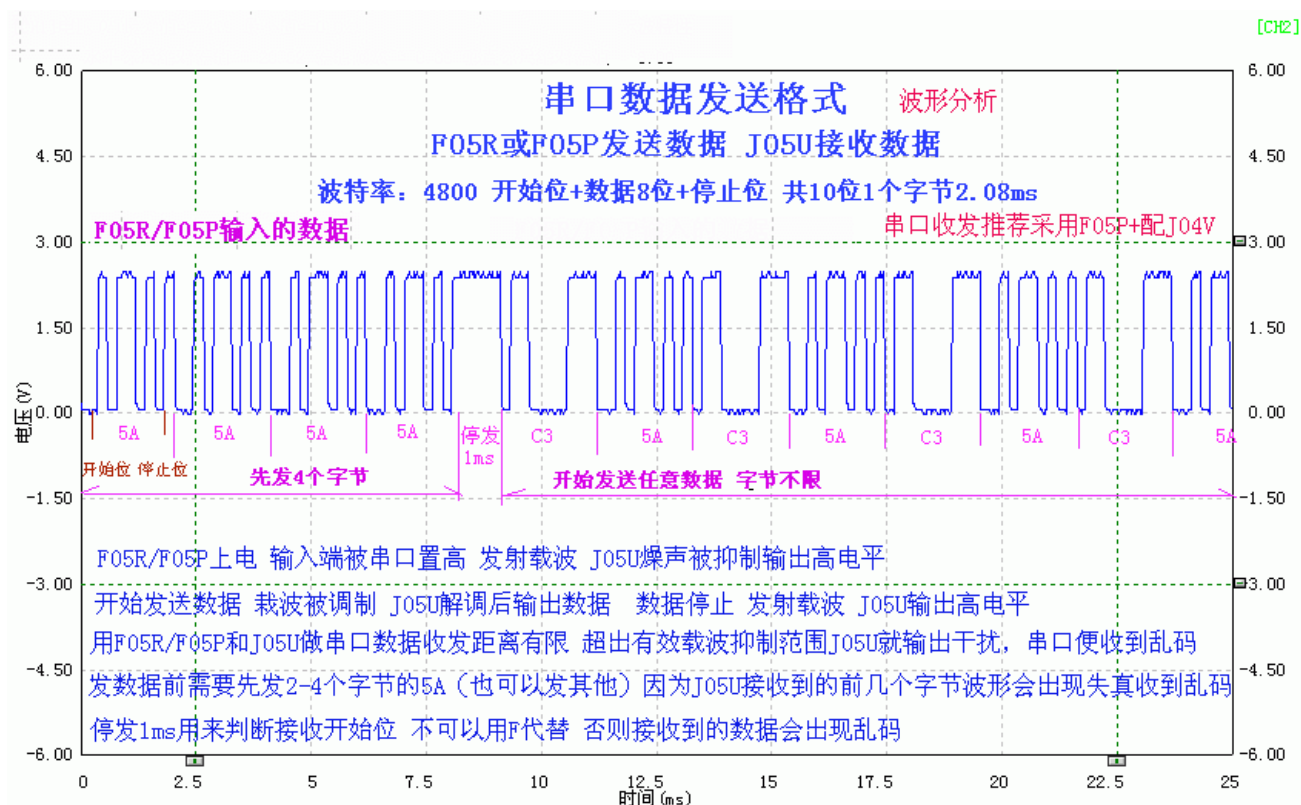 [CH2]
串口数据发送格式 波形分析
F05R或F05P发送数据 J05U接收数据
波特率：4800 开始位+数据8位+停止位 共10位1个字节2.08ms
F05R/F05P输入的数据
串口收发推荐采用F05P+配J04V
6.00 6.00
4.50 4.50
3.00 3.00
1.50 1.50
0.00 0.00
-1.50 -1.50
-3.00 -3.00
-4.50 -4.50
-6.00 -6.00
电压(V)
5A 5A 5A 5A 停发 C3 5A C3 5A C3 5A C3 5A
1ms
开始位 停止位
先发4个字节
开始发送任意数据 字节不限
F05R/F05P上电 输入端被串口置高 发射载波 J05U燥声被抑制输出高电平
开始发送数据 栽波被调制 J05U解调后输出数据 数据停止 发射载波 J05U输出高电平
用F05R/F05P和J05U做串口数据收发距离有限 超出有效载波抑制范围J05U就输出干扰，串口便收到乱码
发数据前需要先发2-4个字节的5A（也可以发其他）因为J05U接收到的前几个字节波形会出现失真收到乱码
停发1ms用来判断接收开始位 不可以用F代替 否则接收到的数据会出现乱码
0 2.5 5 7.5 10 12.5 15 17.5 20 22.5 25
时间(ms)